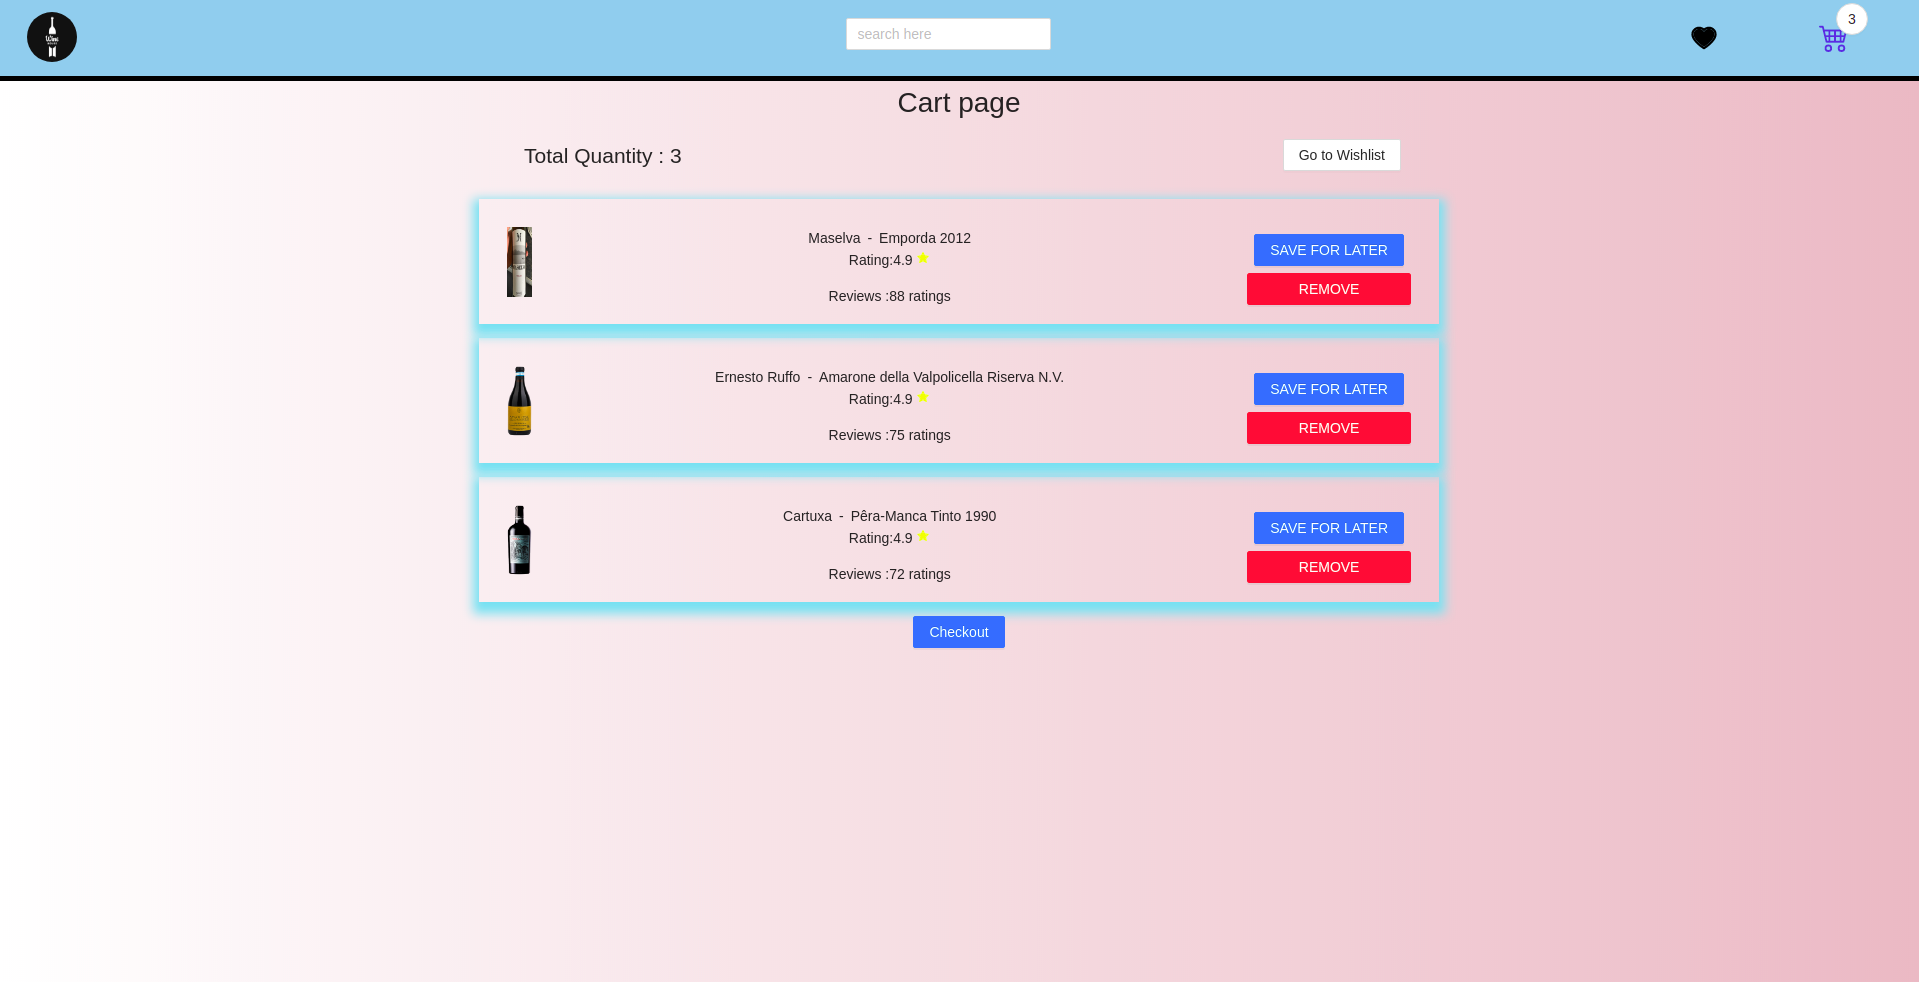 Wine
search here
3
Cart page
Total Quantity : 3
Go to Wishlist
Maselva - Emporda 2012
Rating:4.9
Reviews :88 ratings
SAVE FOR LATER
REMOVE
Ernesto Ruffo - Amarone della Valpolicella Riserva N.V.
Rating:4.9
Reviews :75 ratings
SAVE FOR LATER
REMOVE
Cartuxa - Pêra-Manca Tinto 1990
Rating:4.9
Reviews :72 ratings
SAVE FOR LATER
REMOVE
Checkout